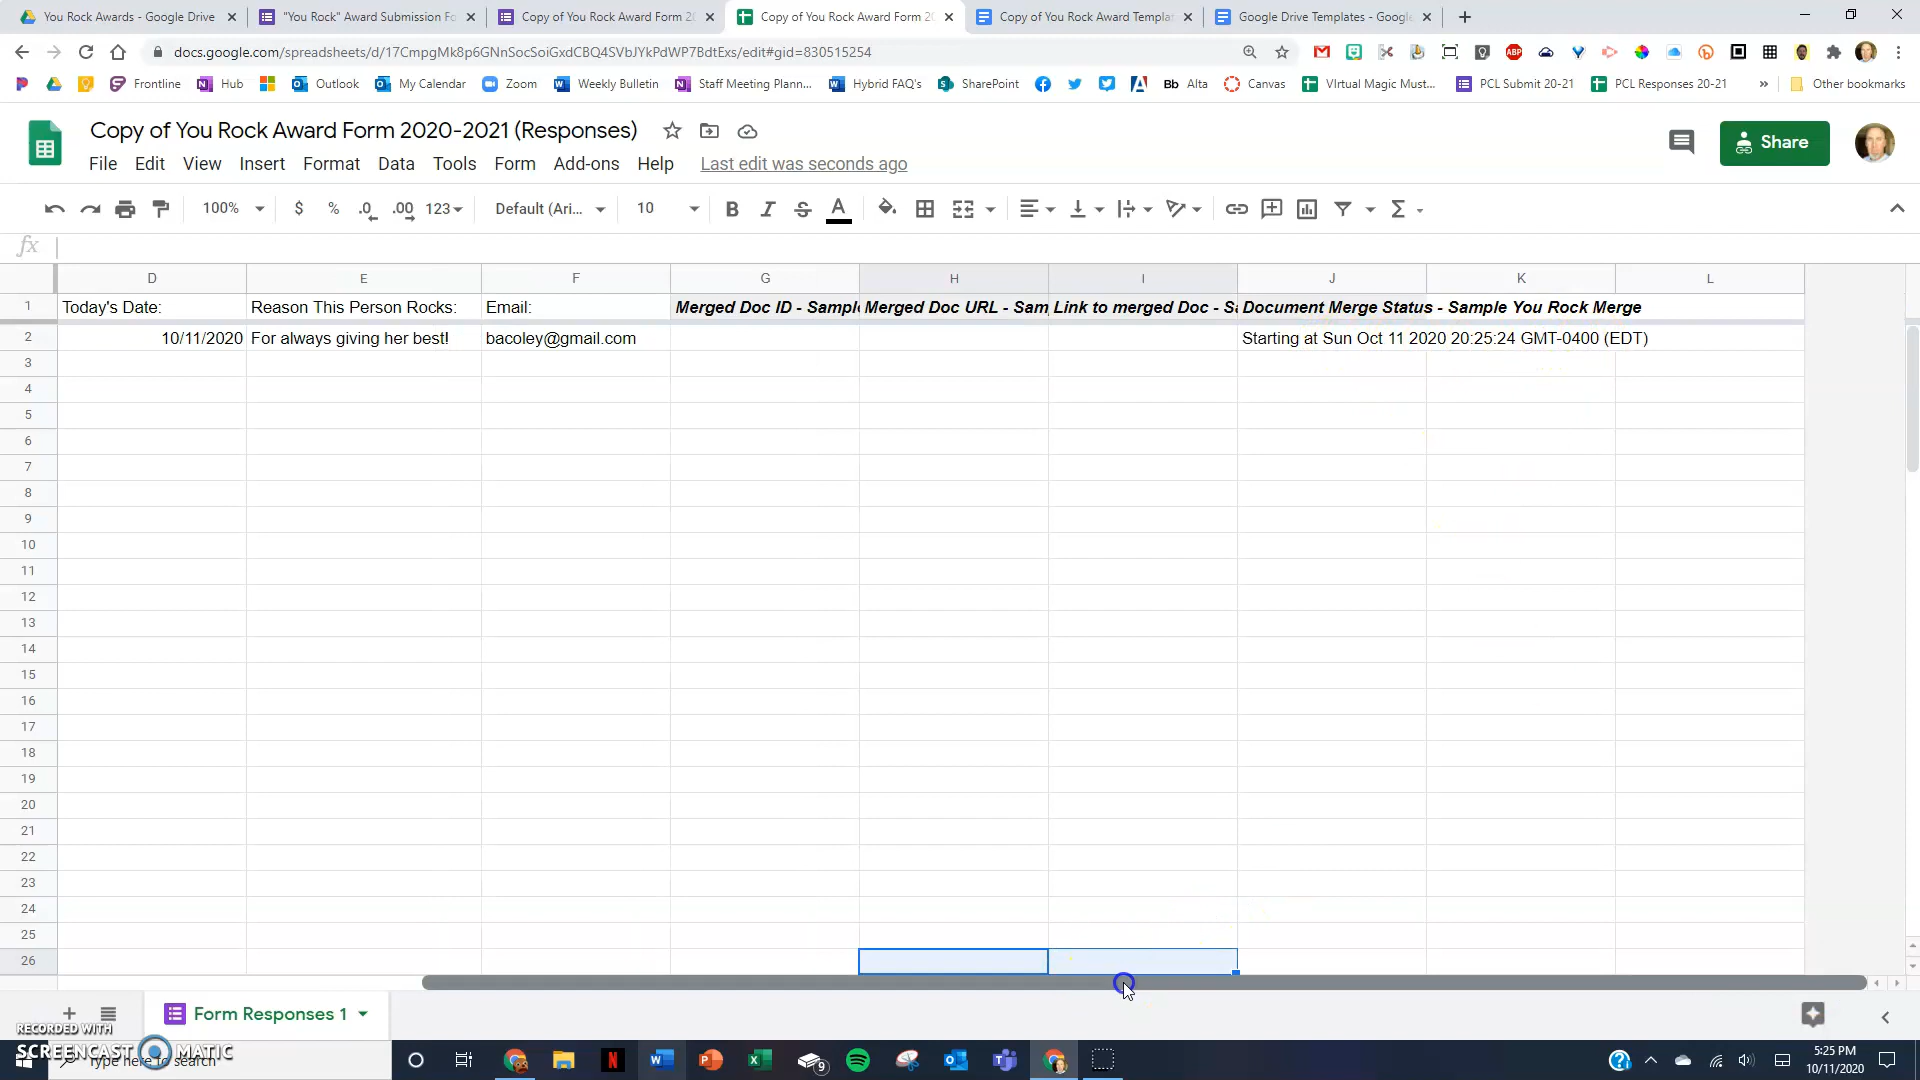 You Rock Awards - Google Drive
"You Rock" Award Submission Fo
Copy of You Rock Award Form 20
Copy of You Rock Award Form 20
Copy of You Rock Award Templat
Google Drive Templates - Google
docs.google.com/spreadsheets/d/17CmpgMk8p6GNnSocSoiGxdCBQ4SVbJYkPdWP7BdtExs/edit#gid=830515254
Frontline
Hub
Outlook
My Calendar
Zoom
Weekly Bulletin
Staff Meeting Plann...
Hybrid FAQ's
SharePoint
Bb Alta
Canvas
VIrtual Magic Must...
PCL Submit 20-21
PCL Responses 20-21
»
Other bookmarks
Copy of You Rock Award Form 2020-2021 (Responses)
Share
File Edit View Insert Format Data Tools Form Add-ons Help Last edit was seconds ago
100% $ % .0 .00 123 Default (Ari... 10 B I S A Σ
fx
D E F G H I J K L
1 Today's Date: Reason This Person Rocks: Email: Merged Doc ID - Sample Merged Doc URL - Sam Link to merged Doc - Sa Document Merge Status - Sample You Rock Merge
2 10/11/2020 For always giving her best! bacoley@gmail.com Starting at Sun Oct 11 2020 20:25:24 GMT-0400 (EDT)
3
4
5
6
7
8
9
10
11
12
13
14
15
16
17
18
19
20
21
22
23
24
25
26
Form Responses 1
RECORDED WITH
SCREENCAST MATIC
Type here to search
9
5:25 PM
10/11/2020